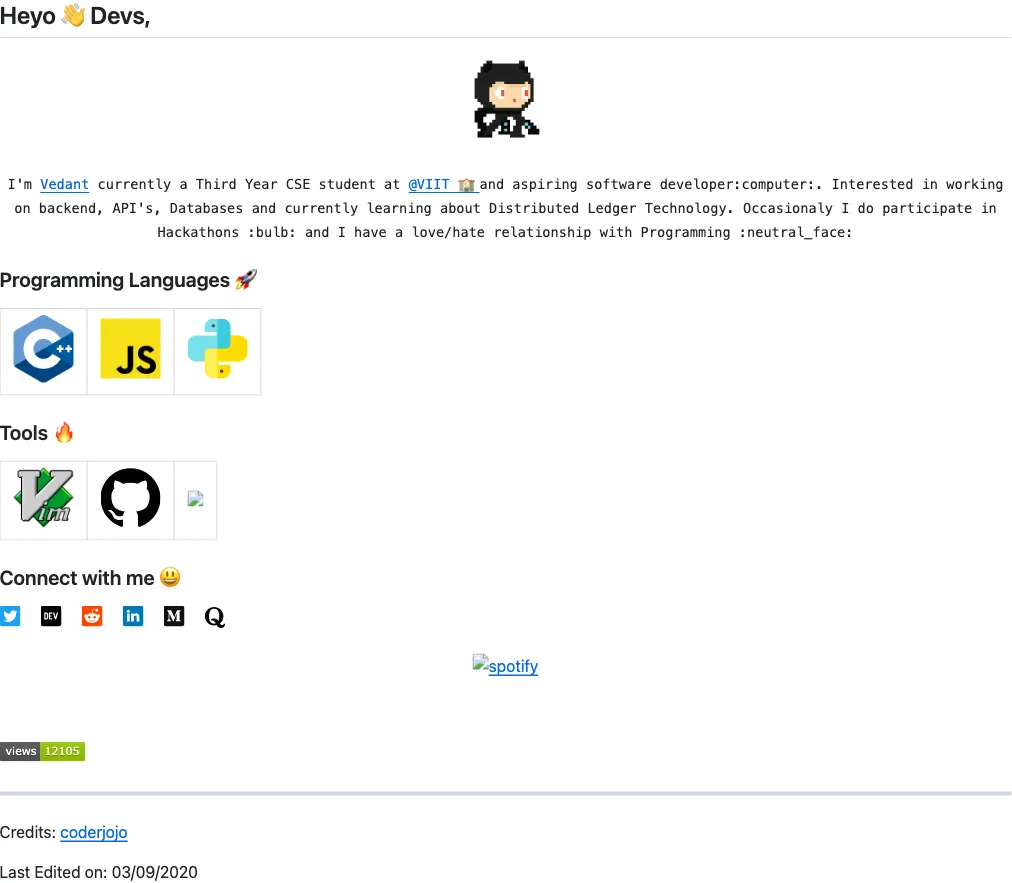 Heyo 👋 Devs,
I'm Vedant currently a Third Year CSE student at @VIIT 🏫 and aspiring software developer:computer:. Interested in working
on backend, API's, Databases and currently learning about Distributed Ledger Technology. Occasionaly I do participate in
Hackathons :bulb: and I have a love/hate relationship with Programming :neutral_face:
Programming Languages 🚀
C++ JS
Tools 🔥
Vim
Connect with me 😃
DEV in M Q
spotify
views 12105
Credits: coderjojo
Last Edited on: 03/09/2020